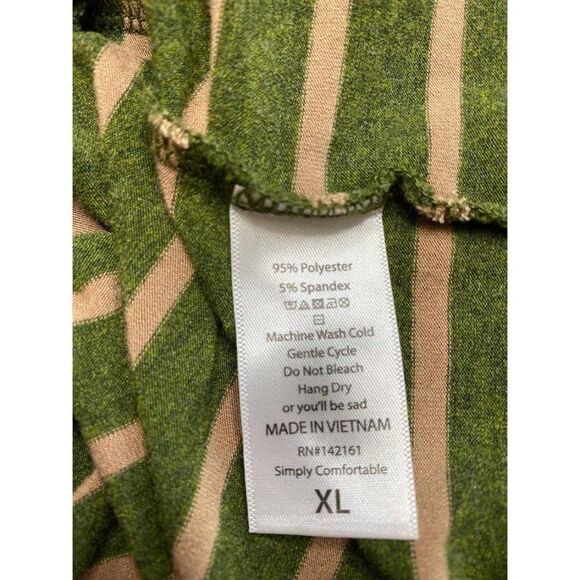 95% Polyester
5% Spandex
Machine Wash Cold
Gentle Cycle
Do Not Bleach
Hang Dry
or you'll be sad
MADE IN VIETNAM
RN#142161
Simply Comfortable
XL